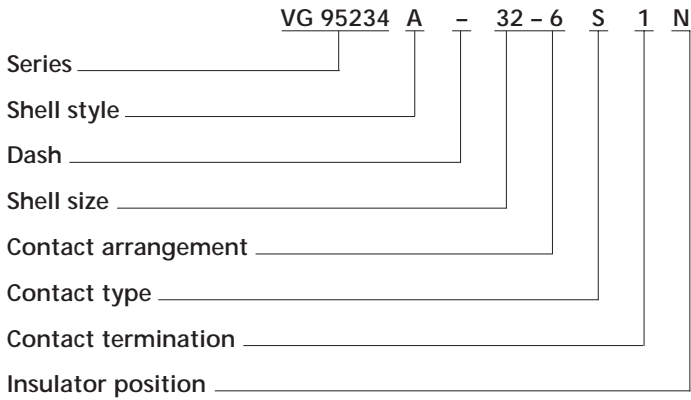 VG 95234 A – 32 – 6 S 1 N
Series
Shell style
Dash
Shell size
Contact arrangement
Contact type
Contact termination
Insulator position